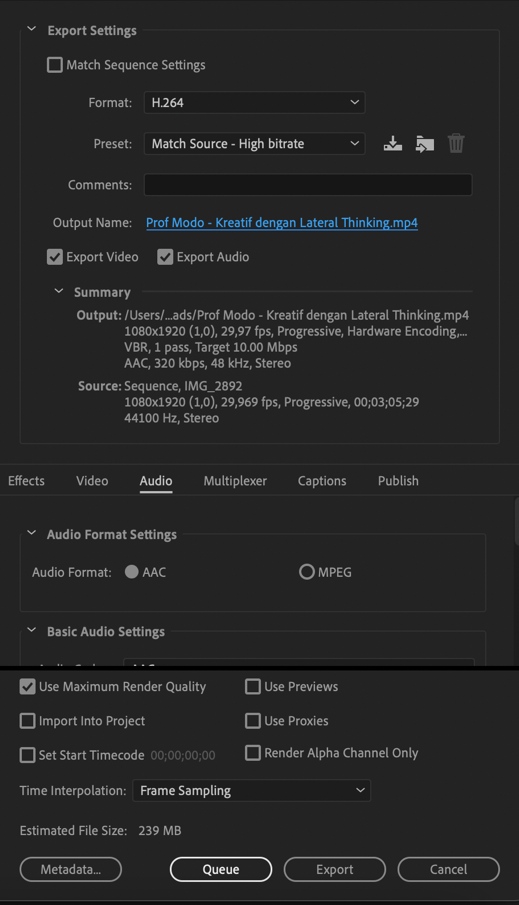 Export Settings
Match Sequence Settings
Format: H.264
Preset: Match Source - High bitrate
Comments:
Output Name: Prof Modo - Kreatif dengan Lateral Thinking.mp4
Export Video Export Audio
Summary
Output: /Users/...ads/Prof Modo - Kreatif dengan Lateral Thinking.mp4
1080x1920 (1,0), 29,97 fps, Progressive, Hardware Encoding,...
VBR, 1 pass, Target 10.00 Mbps
AAC, 320 kbps, 48 kHz, Stereo
Source: Sequence, IMG_2892
1080x1920 (1,0), 29,969 fps, Progressive, 00;03;05;29
44100 Hz, Stereo
Effects Video Audio Multiplexer Captions Publish
Audio Format Settings
Audio Format: AAC MPEG
Basic Audio Settings
Use Maximum Render Quality Use Previews
Import Into Project Use Proxies
Set Start Timecode 00;00;00;00 Render Alpha Channel Only
Time Interpolation: Frame Sampling
Estimated File Size: 239 MB
Metadata... Queue Export Cancel